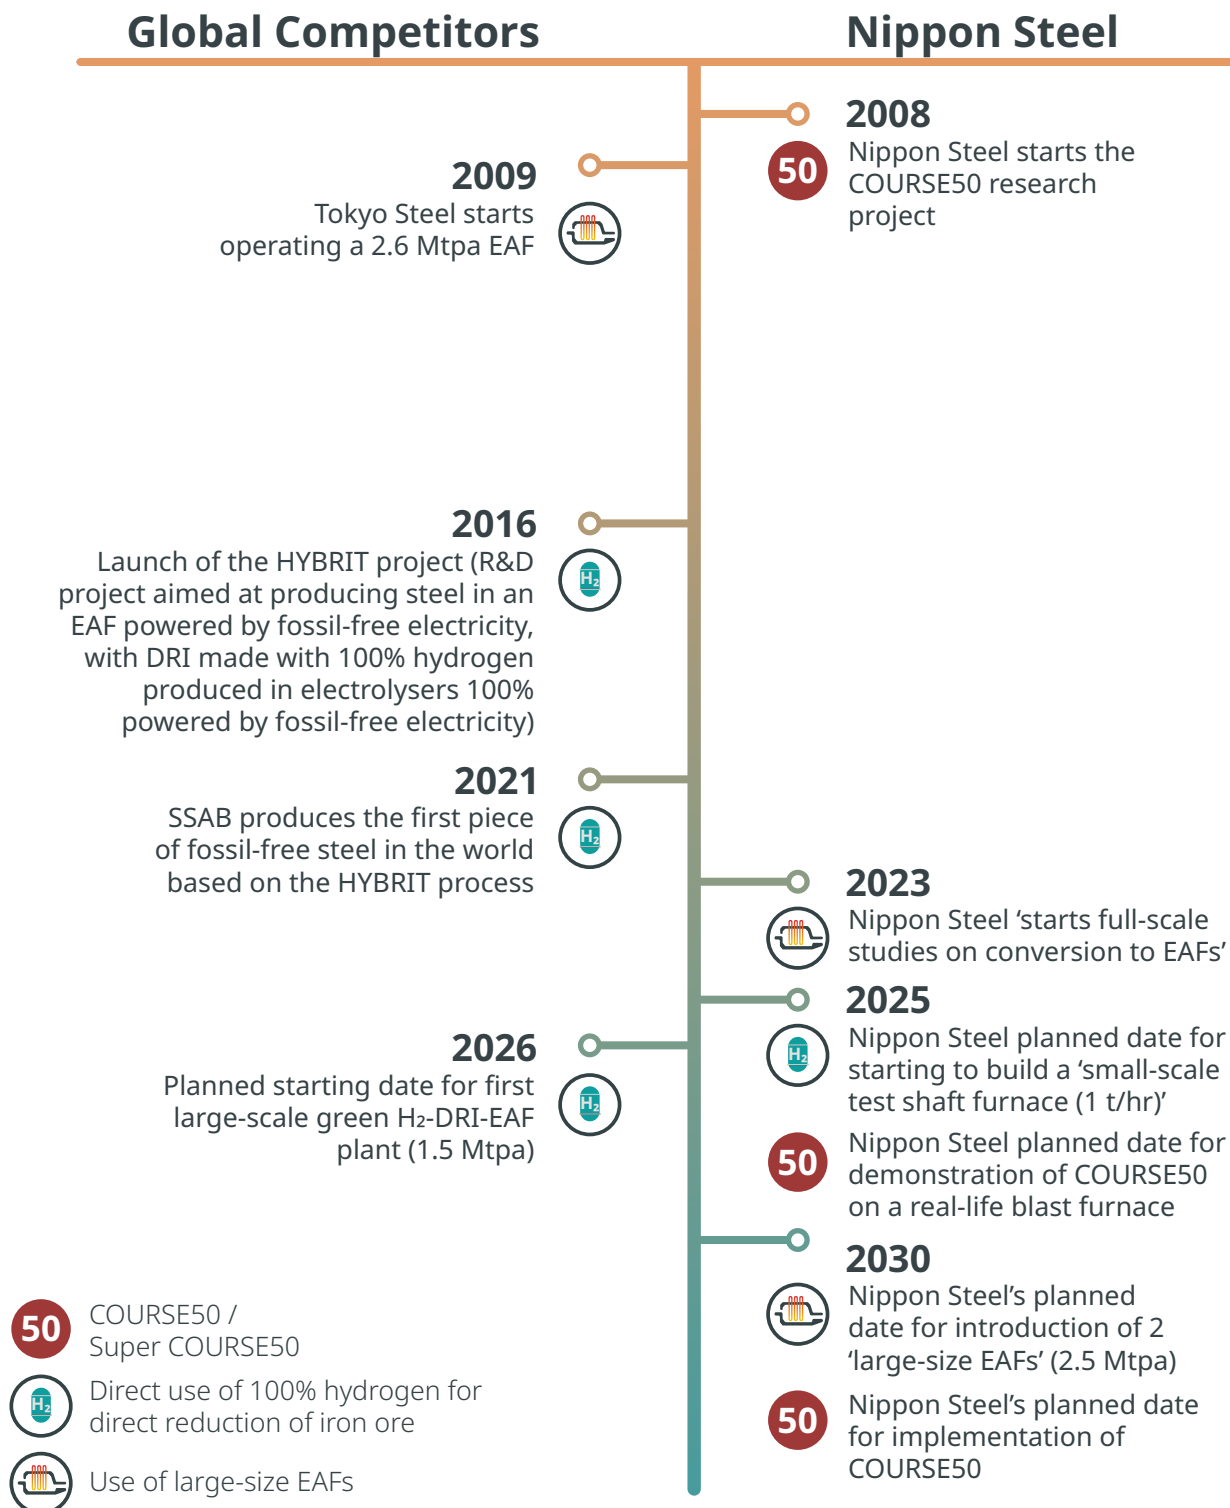 Global Competitors
Nippon Steel
2008
50
Nippon Steel starts the
COURSE50 research
project
2009
Tokyo Steel starts
operating a 2.6 Mtpa EAF
2016
Launch of the HYBRIT project (R&D
project aimed at producing steel in an
EAF powered by fossil-free electricity,
with DRI made with 100% hydrogen
produced in electrolysers 100%
powered by fossil-free electricity)
H₂
2021
SSAB produces the first piece
of fossil-free steel in the world
based on the HYBRIT process
H₂
2023
Nippon Steel ‘starts full-scale
studies on conversion to EAFs’
2025
H₂
Nippon Steel planned date for
starting to build a ‘small-scale
test shaft furnace (1 t/hr)’
50
Nippon Steel planned date for
demonstration of COURSE50
on a real-life blast furnace
2026
Planned starting date for first
large-scale green H₂-DRI-EAF
plant (1.5 Mtpa)
H₂
2030
Nippon Steel’s planned
date for introduction of 2
‘large-size EAFs’ (2.5 Mtpa)
50
Nippon Steel’s planned date
for implementation of
COURSE50
50
COURSE50 /
Super COURSE50
H₂
Direct use of 100% hydrogen for
direct reduction of iron ore
Use of large-size EAFs